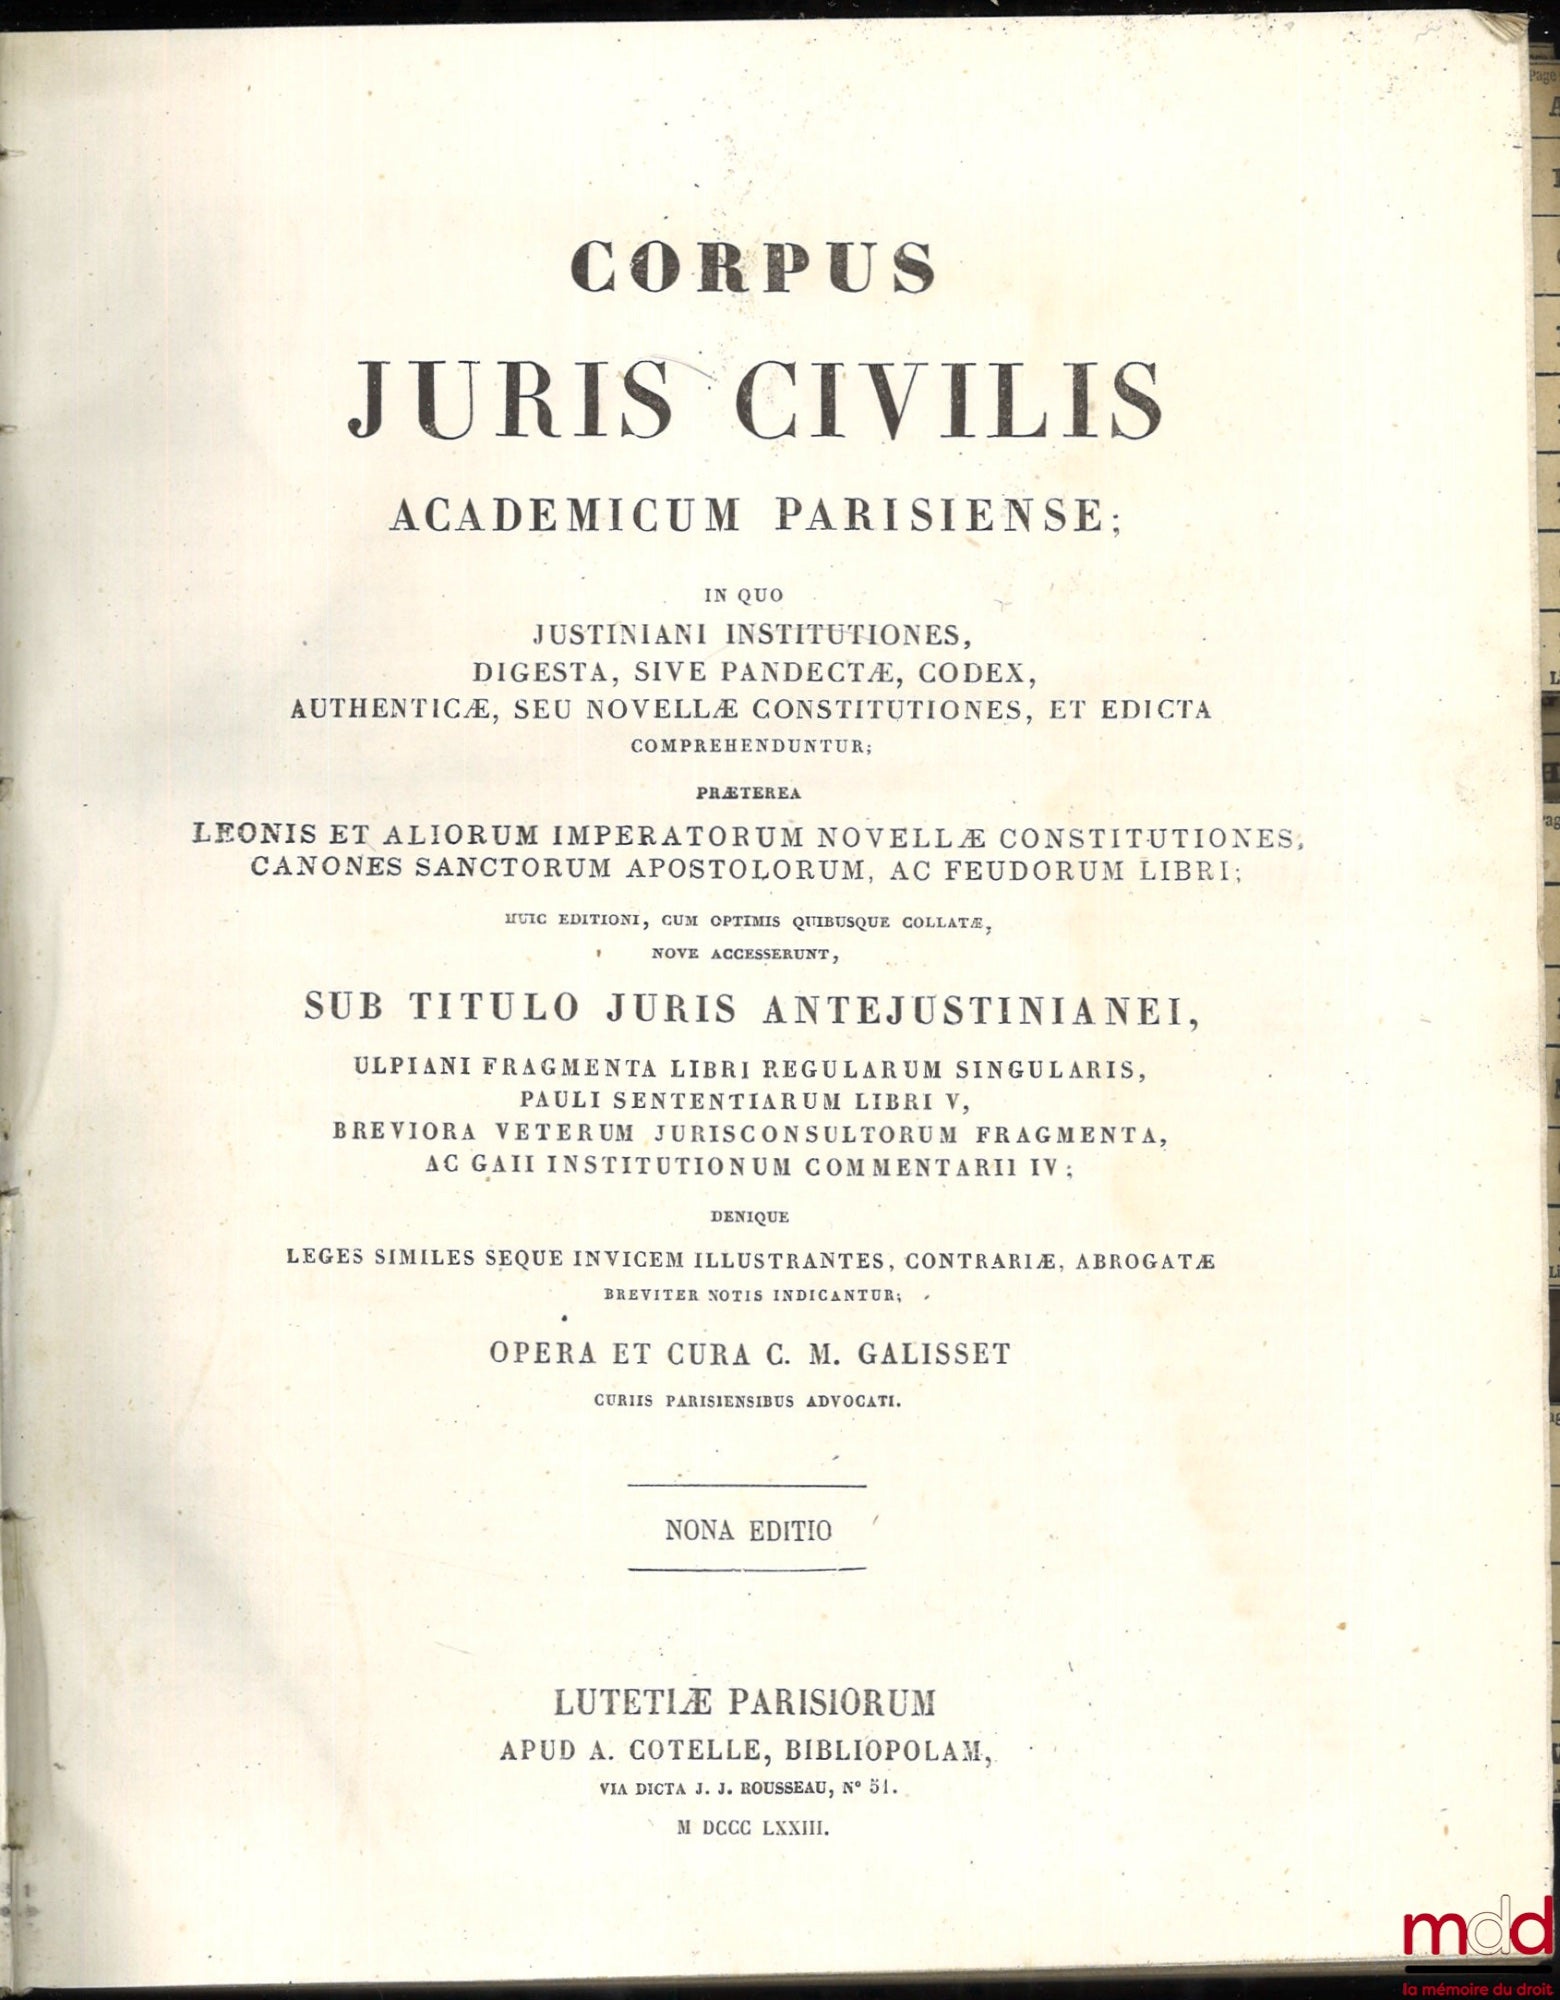 CORPUS
JURIS CIVILIS
ACADEMICUM PARISIENSE;
IN QUO
JUSTINIANI INSTITUTIONES,
DIGESTA, SIVE PANDECTÆ, CODEX,
AUTHENTICÆ, SEU NOVELLÆ CONSTITUTIONES, ET EDICTA
COMPREHENDUNTUR;
PRÆTEREA
LEONIS ET ALIORUM IMPERATORUM NOVELLÆ CONSTITUTIONES,
CANONES SANCTORUM APOSTOLORUM, AC FEUDORUM LIBRI;
HUIC EDITIONI, CUM OPTIMIS QUIBUSQUE COLLATÆ,
NOVE ACCESSERUNT,
SUB TITULO JURIS ANTEJUSTINIANEI,
ULPIANI FRAGMENTA LIBRI REGULARUM SINGULARIS,
PAULI SENTENTIARUM LIBRI V,
BREVIORA VETERUM JURISCONSULTORUM FRAGMENTA,
AC GAII INSTITUTIONUM COMMENTARII IV;
DENIQUE
LEGES SIMILES SEQUE INVICEM ILLUSTRANTES, CONTRARIÆ, ABROGATÆ
BREVITER NOTIS INDICANTUR;
OPERA ET CURA C. M. GALISSET
CURIIS PARISIENSIBUS ADVOCATI.
NONA EDITIO
LUTETIÆ PARISIORUM
APUD A. COTELLE, BIBLIOPOLAM,
VIA DICTA J. J. ROUSSEAU, N° 51.
M DCCC LXXIII.
mdd
la mémoire du droit